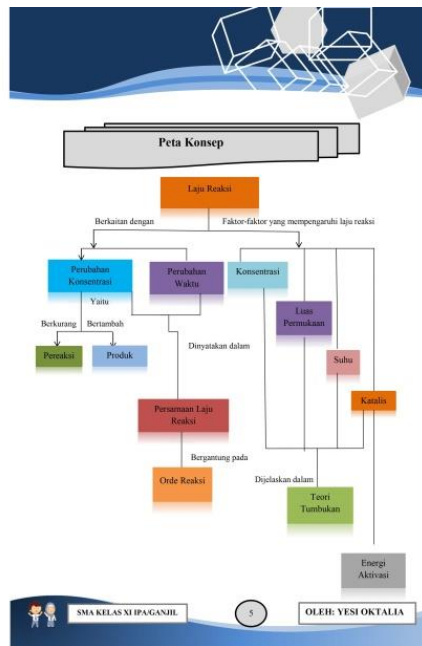 Peta Konsep
Laju Reaksi
Berkaitan dengan
Faktor-faktor yang mempengaruhi laju reaksi
Perubahan
Konsentrasi
Perubahan
Waktu
Konsentrasi
Yaitu
Luas
Permukaan
Berkurang
Bertambah
Pereaksi
Produk
Dinyatakan dalam
Suhu
Katalis
Persamaan Laju
Reaksi
Bergantung pada
Orde Reaksi
Dijelaskan dalam
Teori
Tumbukan
Energi
Aktivasi
SMA KELAS XI IPA/GANJIL
5
OLEH: YESI OKTALIA